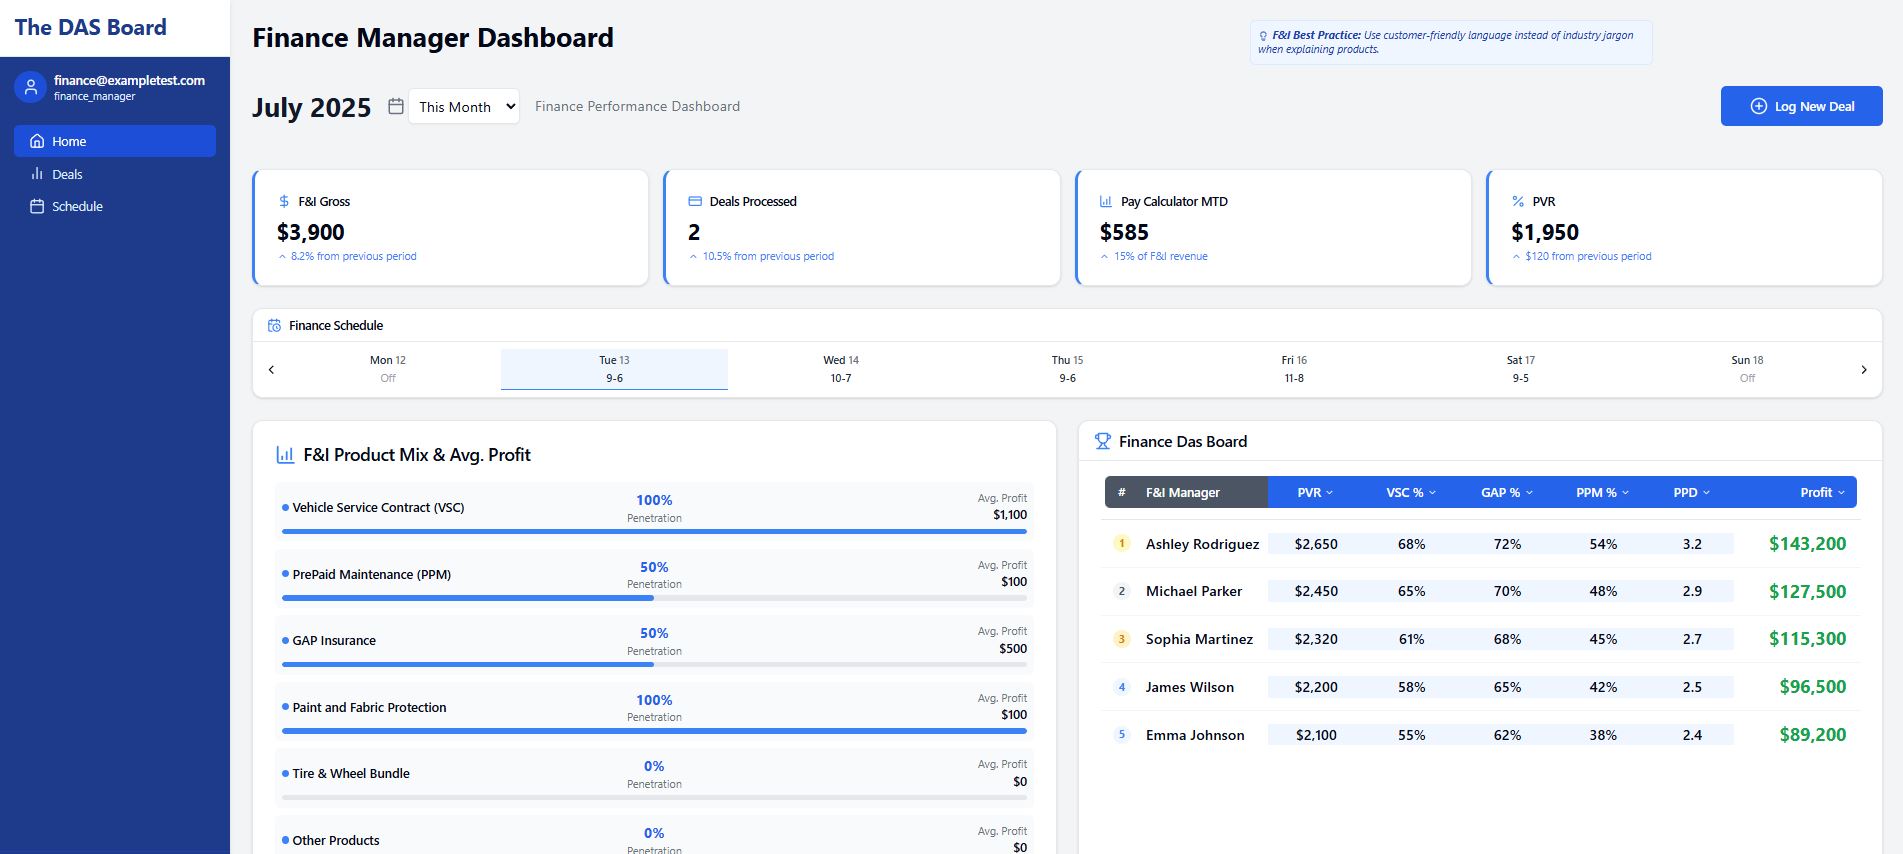 The DAS Board
finance@exampletest.com
finance_manager
Home
Deals
Schedule
Finance Manager Dashboard
F&I Best Practice: Use customer-friendly language instead of industry jargon
when explaining products.
July 2025 This Month Finance Performance Dashboard
Log New Deal
F&I Gross
$3,900
8.2% from previous period
Deals Processed
2
10.5% from previous period
Pay Calculator MTD
$585
15% of F&I revenue
PVR
$1,950
$120 from previous period
Finance Schedule
Mon 12 Tue 13 Wed 14 Thu 15 Fri 16 Sat 17 Sun 18
Off 9-6 10-7 9-6 11-8 9-5 Off
F&I Product Mix & Avg. Profit
Vehicle Service Contract (VSC)
100%
Penetration
Avg. Profit
$1,100
PrePaid Maintenance (PPM)
50%
Penetration
Avg. Profit
$100
GAP Insurance
50%
Penetration
Avg. Profit
$500
Paint and Fabric Protection
100%
Penetration
Avg. Profit
$100
Tire & Wheel Bundle
0%
Penetration
Avg. Profit
$0
Other Products
0%
Penetration
Avg. Profit
$0
Finance Das Board
# F&I Manager PVR VSC % GAP % PPM % PPD Profit
1 Ashley Rodriguez $2,650 68% 72% 54% 3.2 $143,200
2 Michael Parker $2,450 65% 70% 48% 2.9 $127,500
3 Sophia Martinez $2,320 61% 68% 45% 2.7 $115,300
4 James Wilson $2,200 58% 65% 42% 2.5 $96,500
5 Emma Johnson $2,100 55% 62% 38% 2.4 $89,200